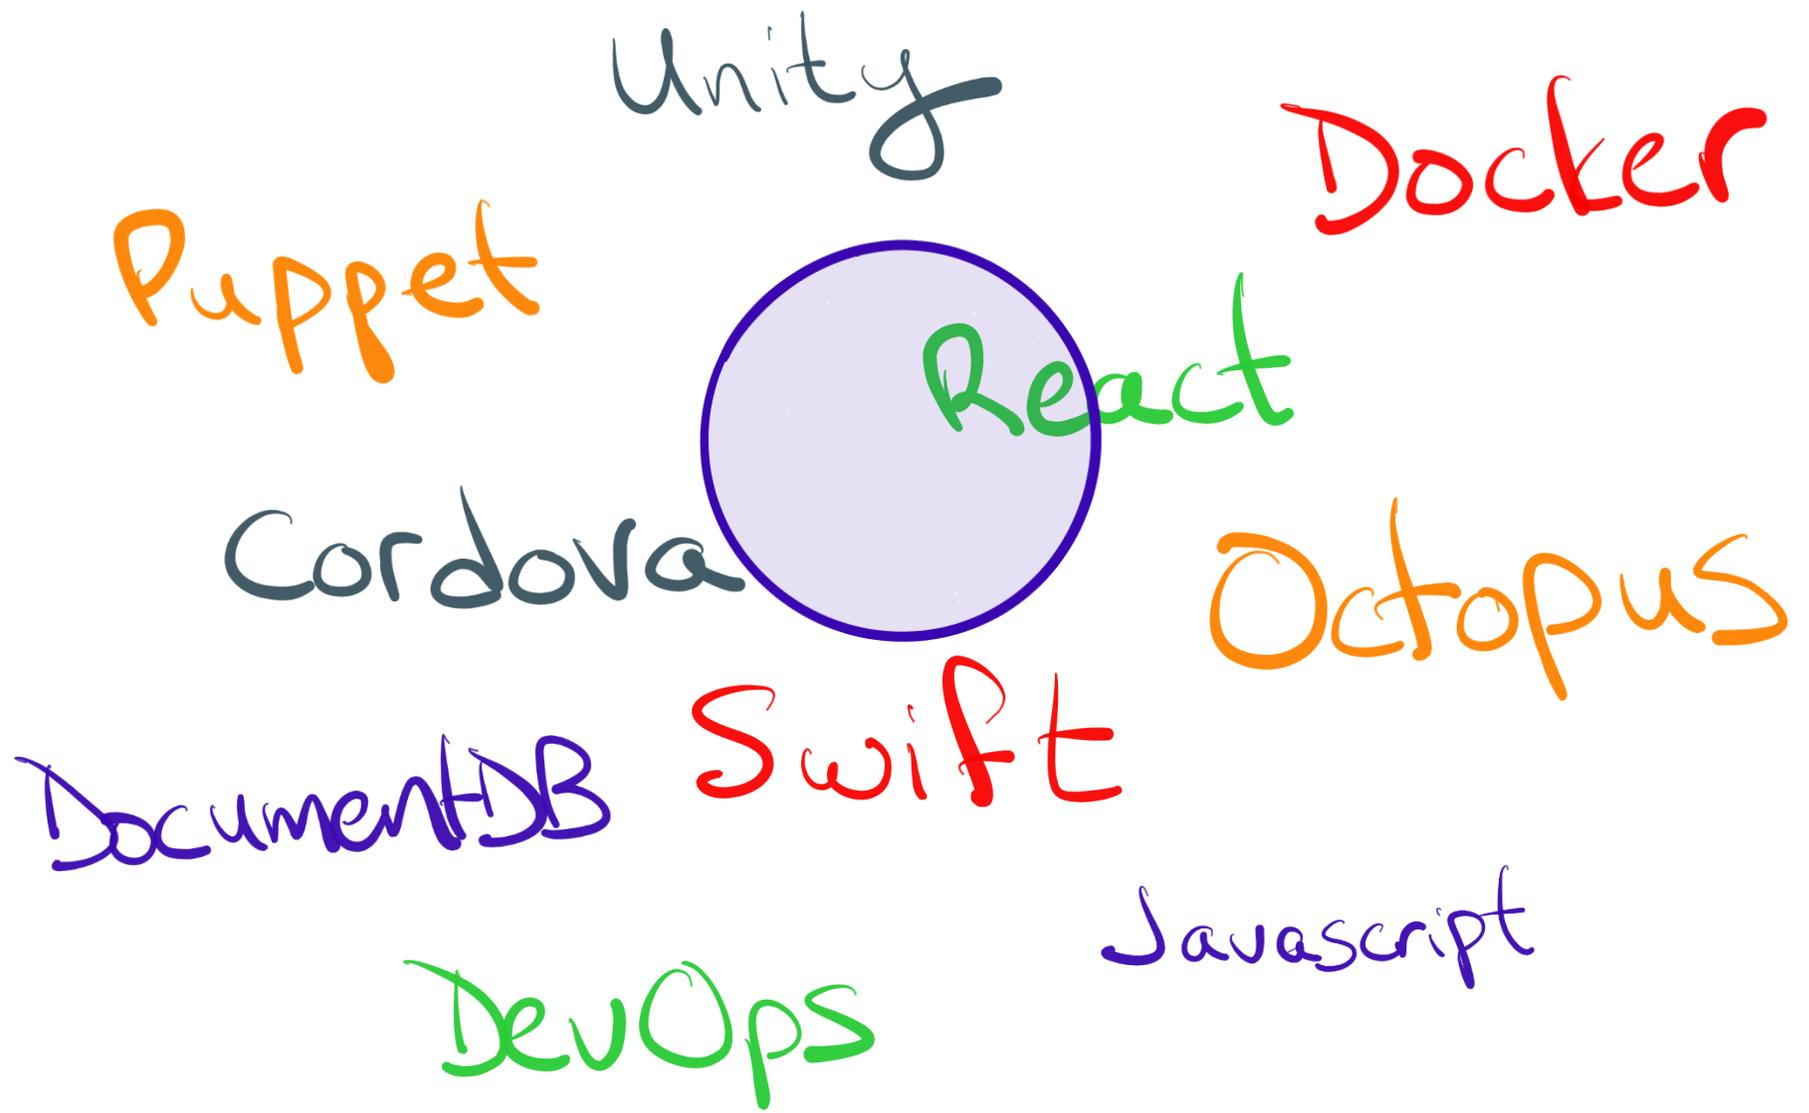 Unity
Docker
Puppet
React
Cordova
Octopus
Swift
DocumentDB
Javascript
DevOps